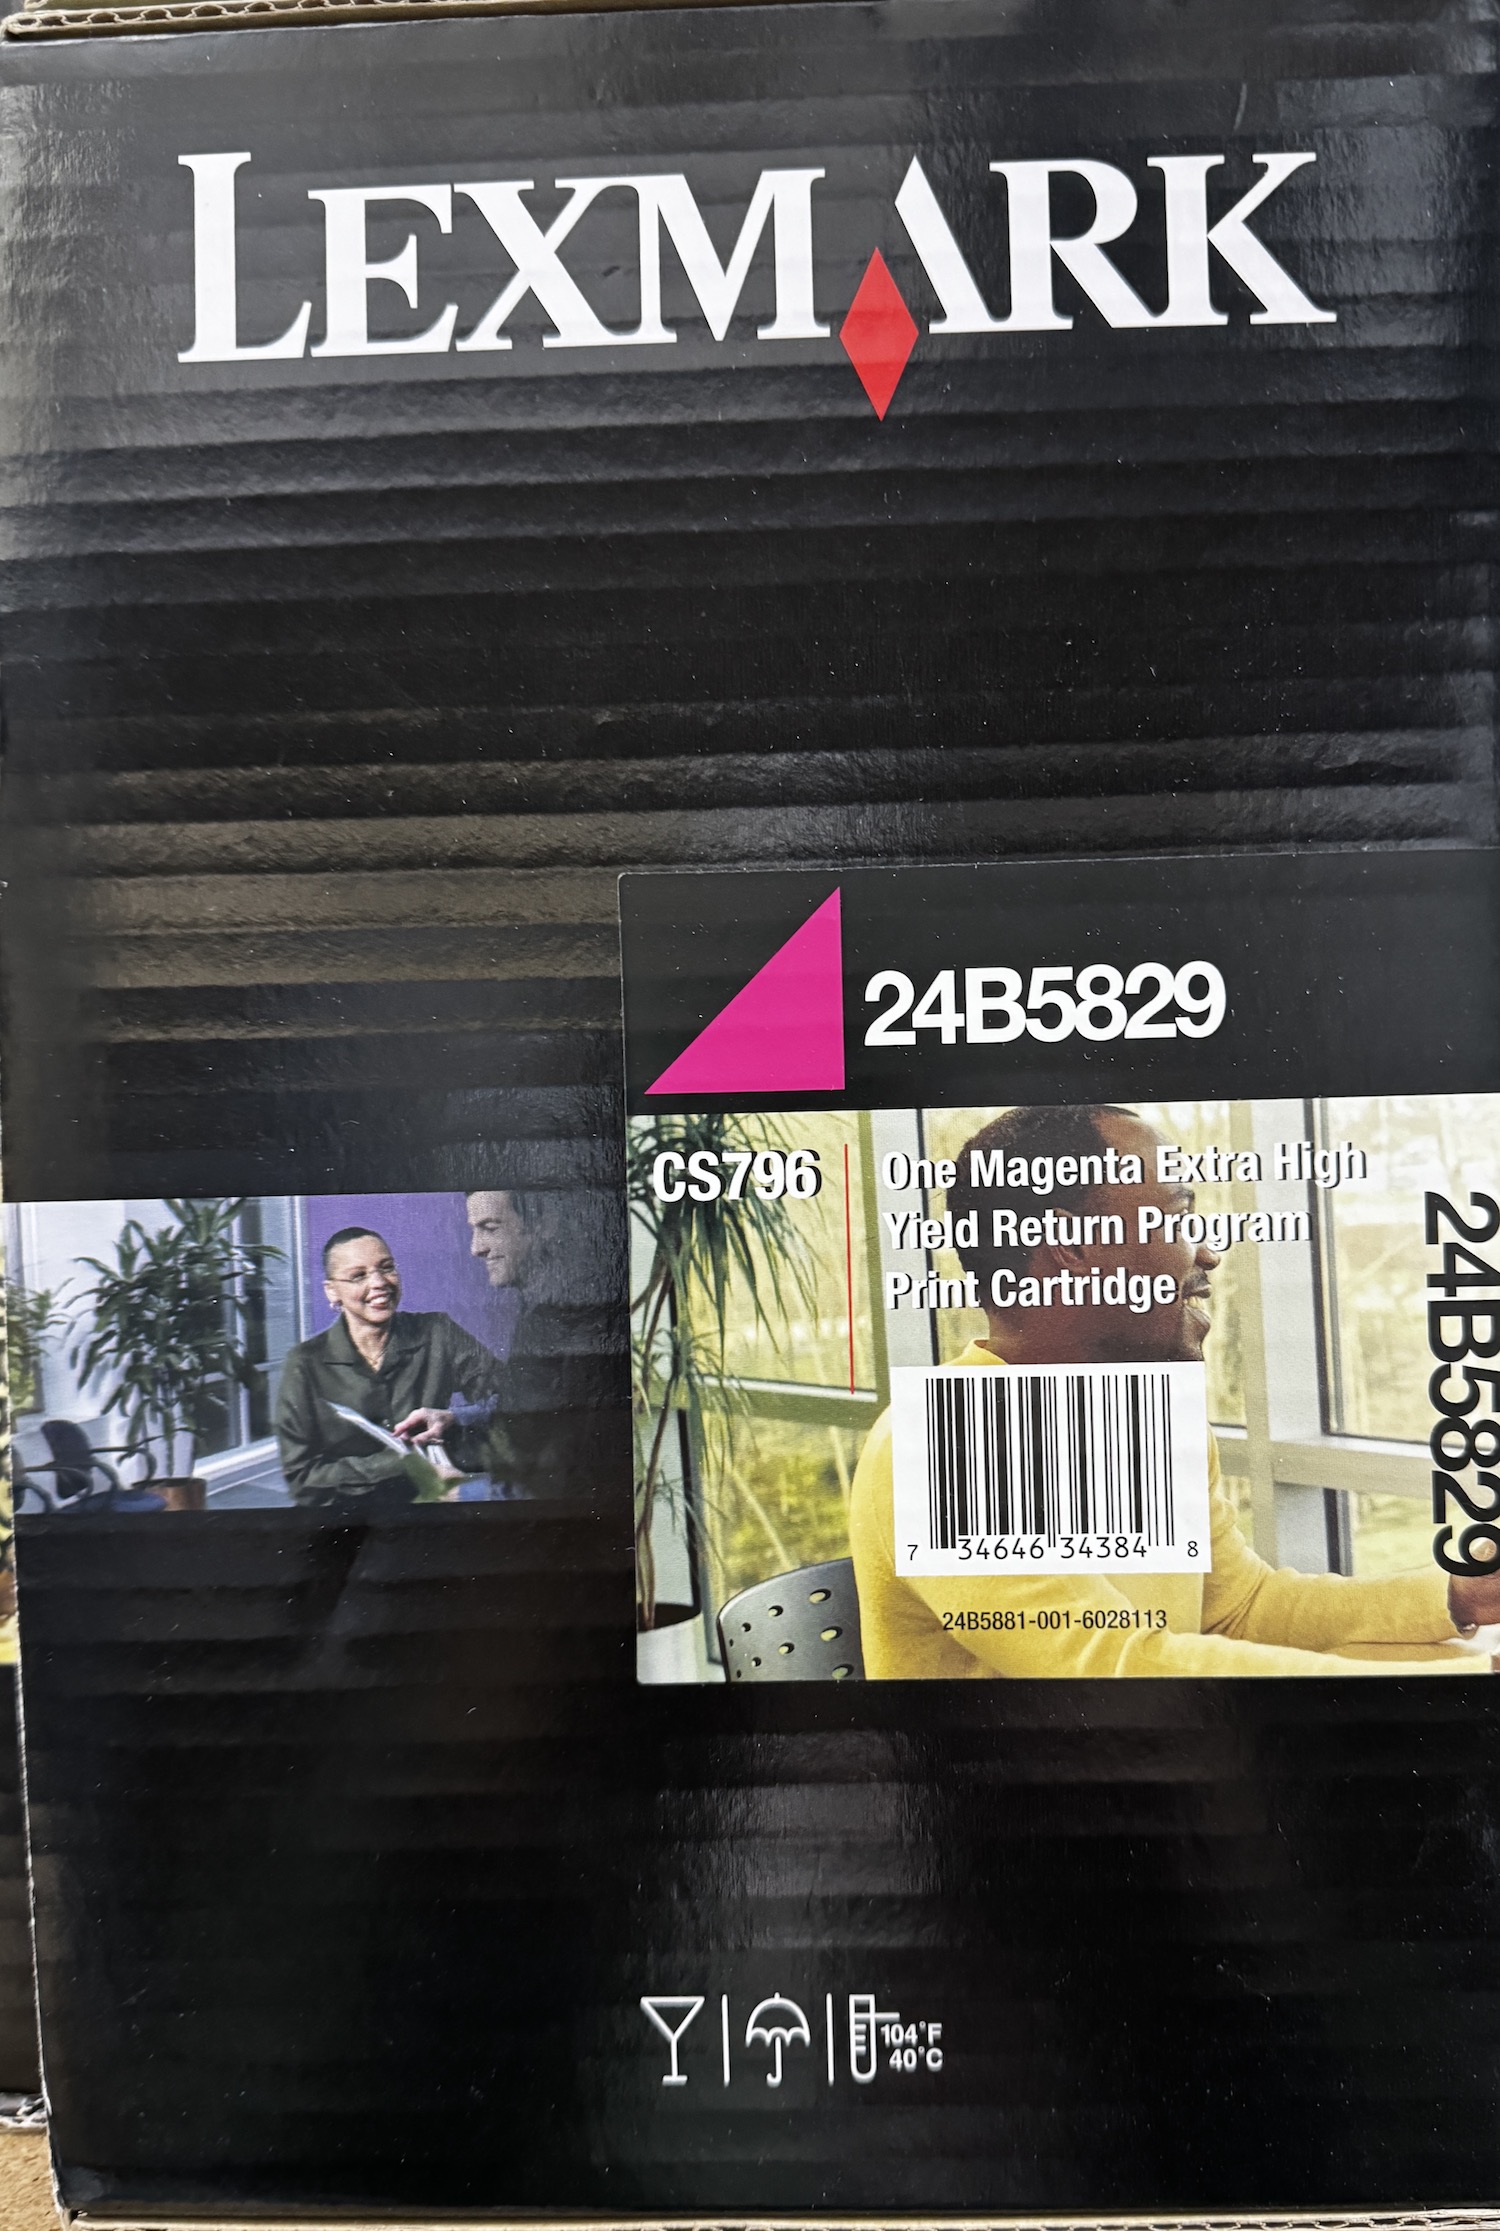 LEXMARK
24B5829
CS796
One Magenta Extra High
Yield Return Program
Print Cartridge
24B5829
7 34646 34384 8
24B5881-001-6028113
104°F
40°C